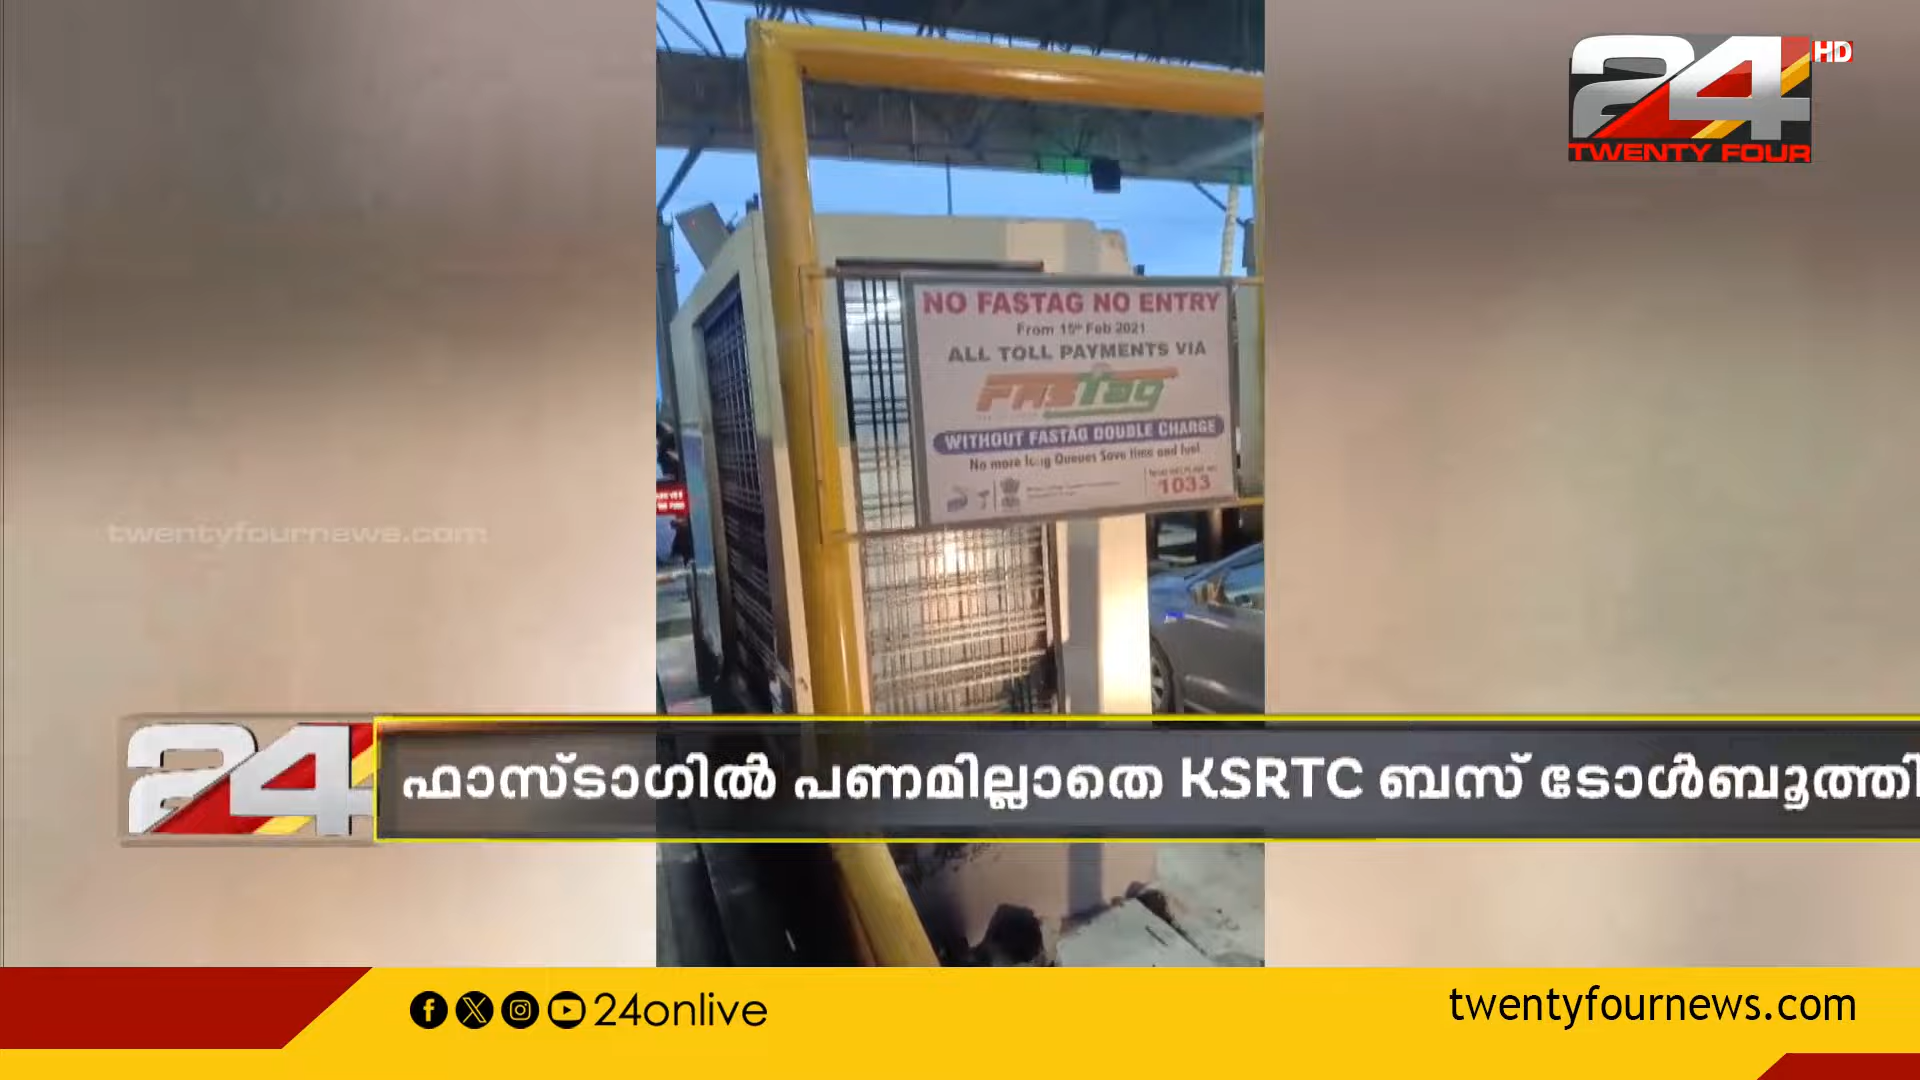 24 HD
TWENTY FOUR
NO FASTAG NO ENTRY
From 15th Feb 2021
ALL TOLL PAYMENTS VIA
FASTag
WITHOUT FASTAG DOUBLE CHARGE
No more long Queues Save time and fuel
1033
twentyfournews.com
24 ഫാസ്ടാഗിൽ പണമില്ലാതെ KSRTC ബസ് ടോൾബൂത്തി
24onlive
twentyfournews.com